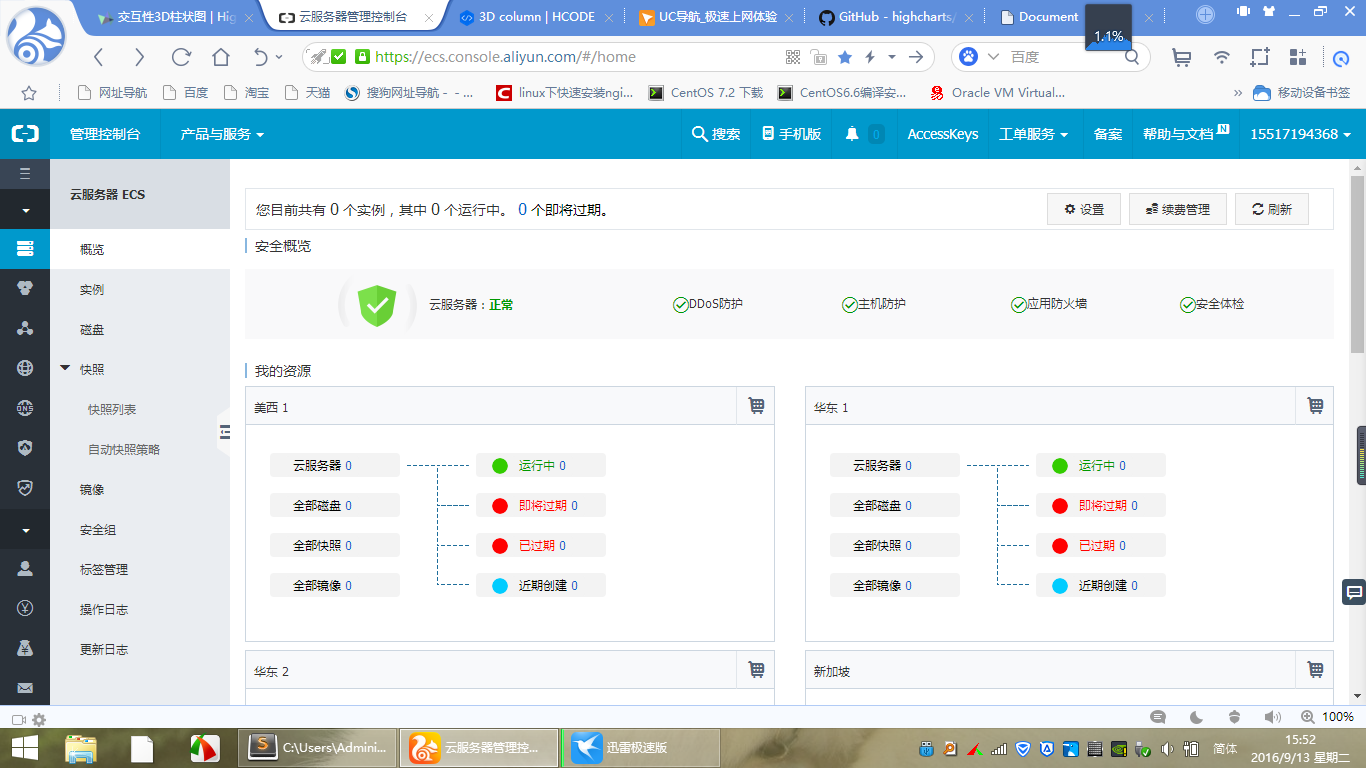 交互性3D柱状图 | Hig
云服务器管理控制台
3D column | HCODE
UC导航_极速上网体验
GitHub - highcharts/
Document
1.1%
https://ecs.console.aliyun.com/#/home
百度
网址导航
百度
淘宝
天猫
搜狗网址导航 - - ...
linux下快速安装ngi...
CentOS 7.2 下载
CentOS6.6编译安...
Oracle VM Virtual...
»
移动设备书签
管理控制台
产品与服务
搜索
手机版
0
AccessKeys
工单服务
备案
帮助与文档 N
15517194368
云服务器 ECS
概览
实例
磁盘
快照
快照列表
自动快照策略
镜像
安全组
标签管理
操作日志
更新日志
DNS
您目前共有 0 个实例，其中 0 个运行中。 0 个即将过期。
设置
续费管理
刷新
安全概览
云服务器：正常
DDoS防护
主机防护
应用防火墙
安全体检
我的资源
美西 1
云服务器 0
运行中 0
全部磁盘 0
即将过期 0
全部快照 0
已过期 0
全部镜像 0
近期创建 0
华东 1
云服务器 0
运行中 0
全部磁盘 0
即将过期 0
全部快照 0
已过期 0
全部镜像 0
近期创建 0
华东 2
新加坡
100%
C:\Users\Admini...
云服务器管理控...
迅雷极速版
简体
15:52
2016/9/13 星期二